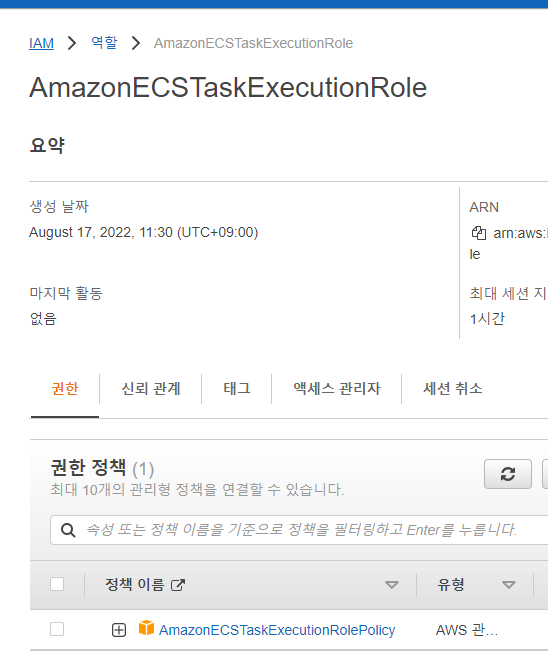 IAM > 역할 > AmazonECSTaskExecutionRole
AmazonECSTaskExecutionRole
요약
생성 날짜
August 17, 2022, 11:30 (UTC+09:00)
ARN
arn:aws:i
le
마지막 활동
없음
최대 세션 지
1시간
권한 신뢰 관계 태그 액세스 관리자 세션 취소
권한 정책 (1)
최대 10개의 관리형 정책을 연결할 수 있습니다.
속성 또는 정책 이름을 기준으로 정책을 필터링하고 Enter를 누릅니다.
정책 이름 유형
AmazonECSTaskExecutionRolePolicy AWS 관...